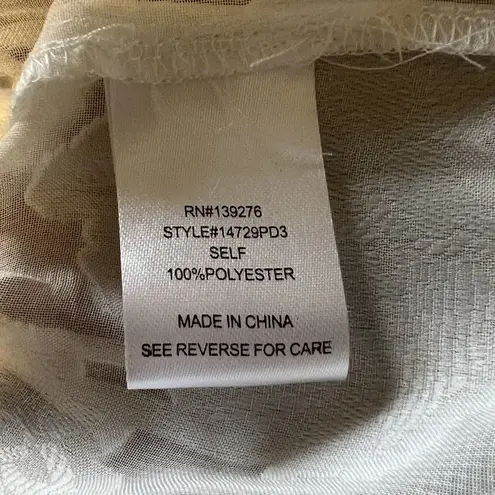 RN#139276
STYLE#14729PD3
SELF
100%POLYESTER
MADE IN CHINA
SEE REVERSE FOR CARE